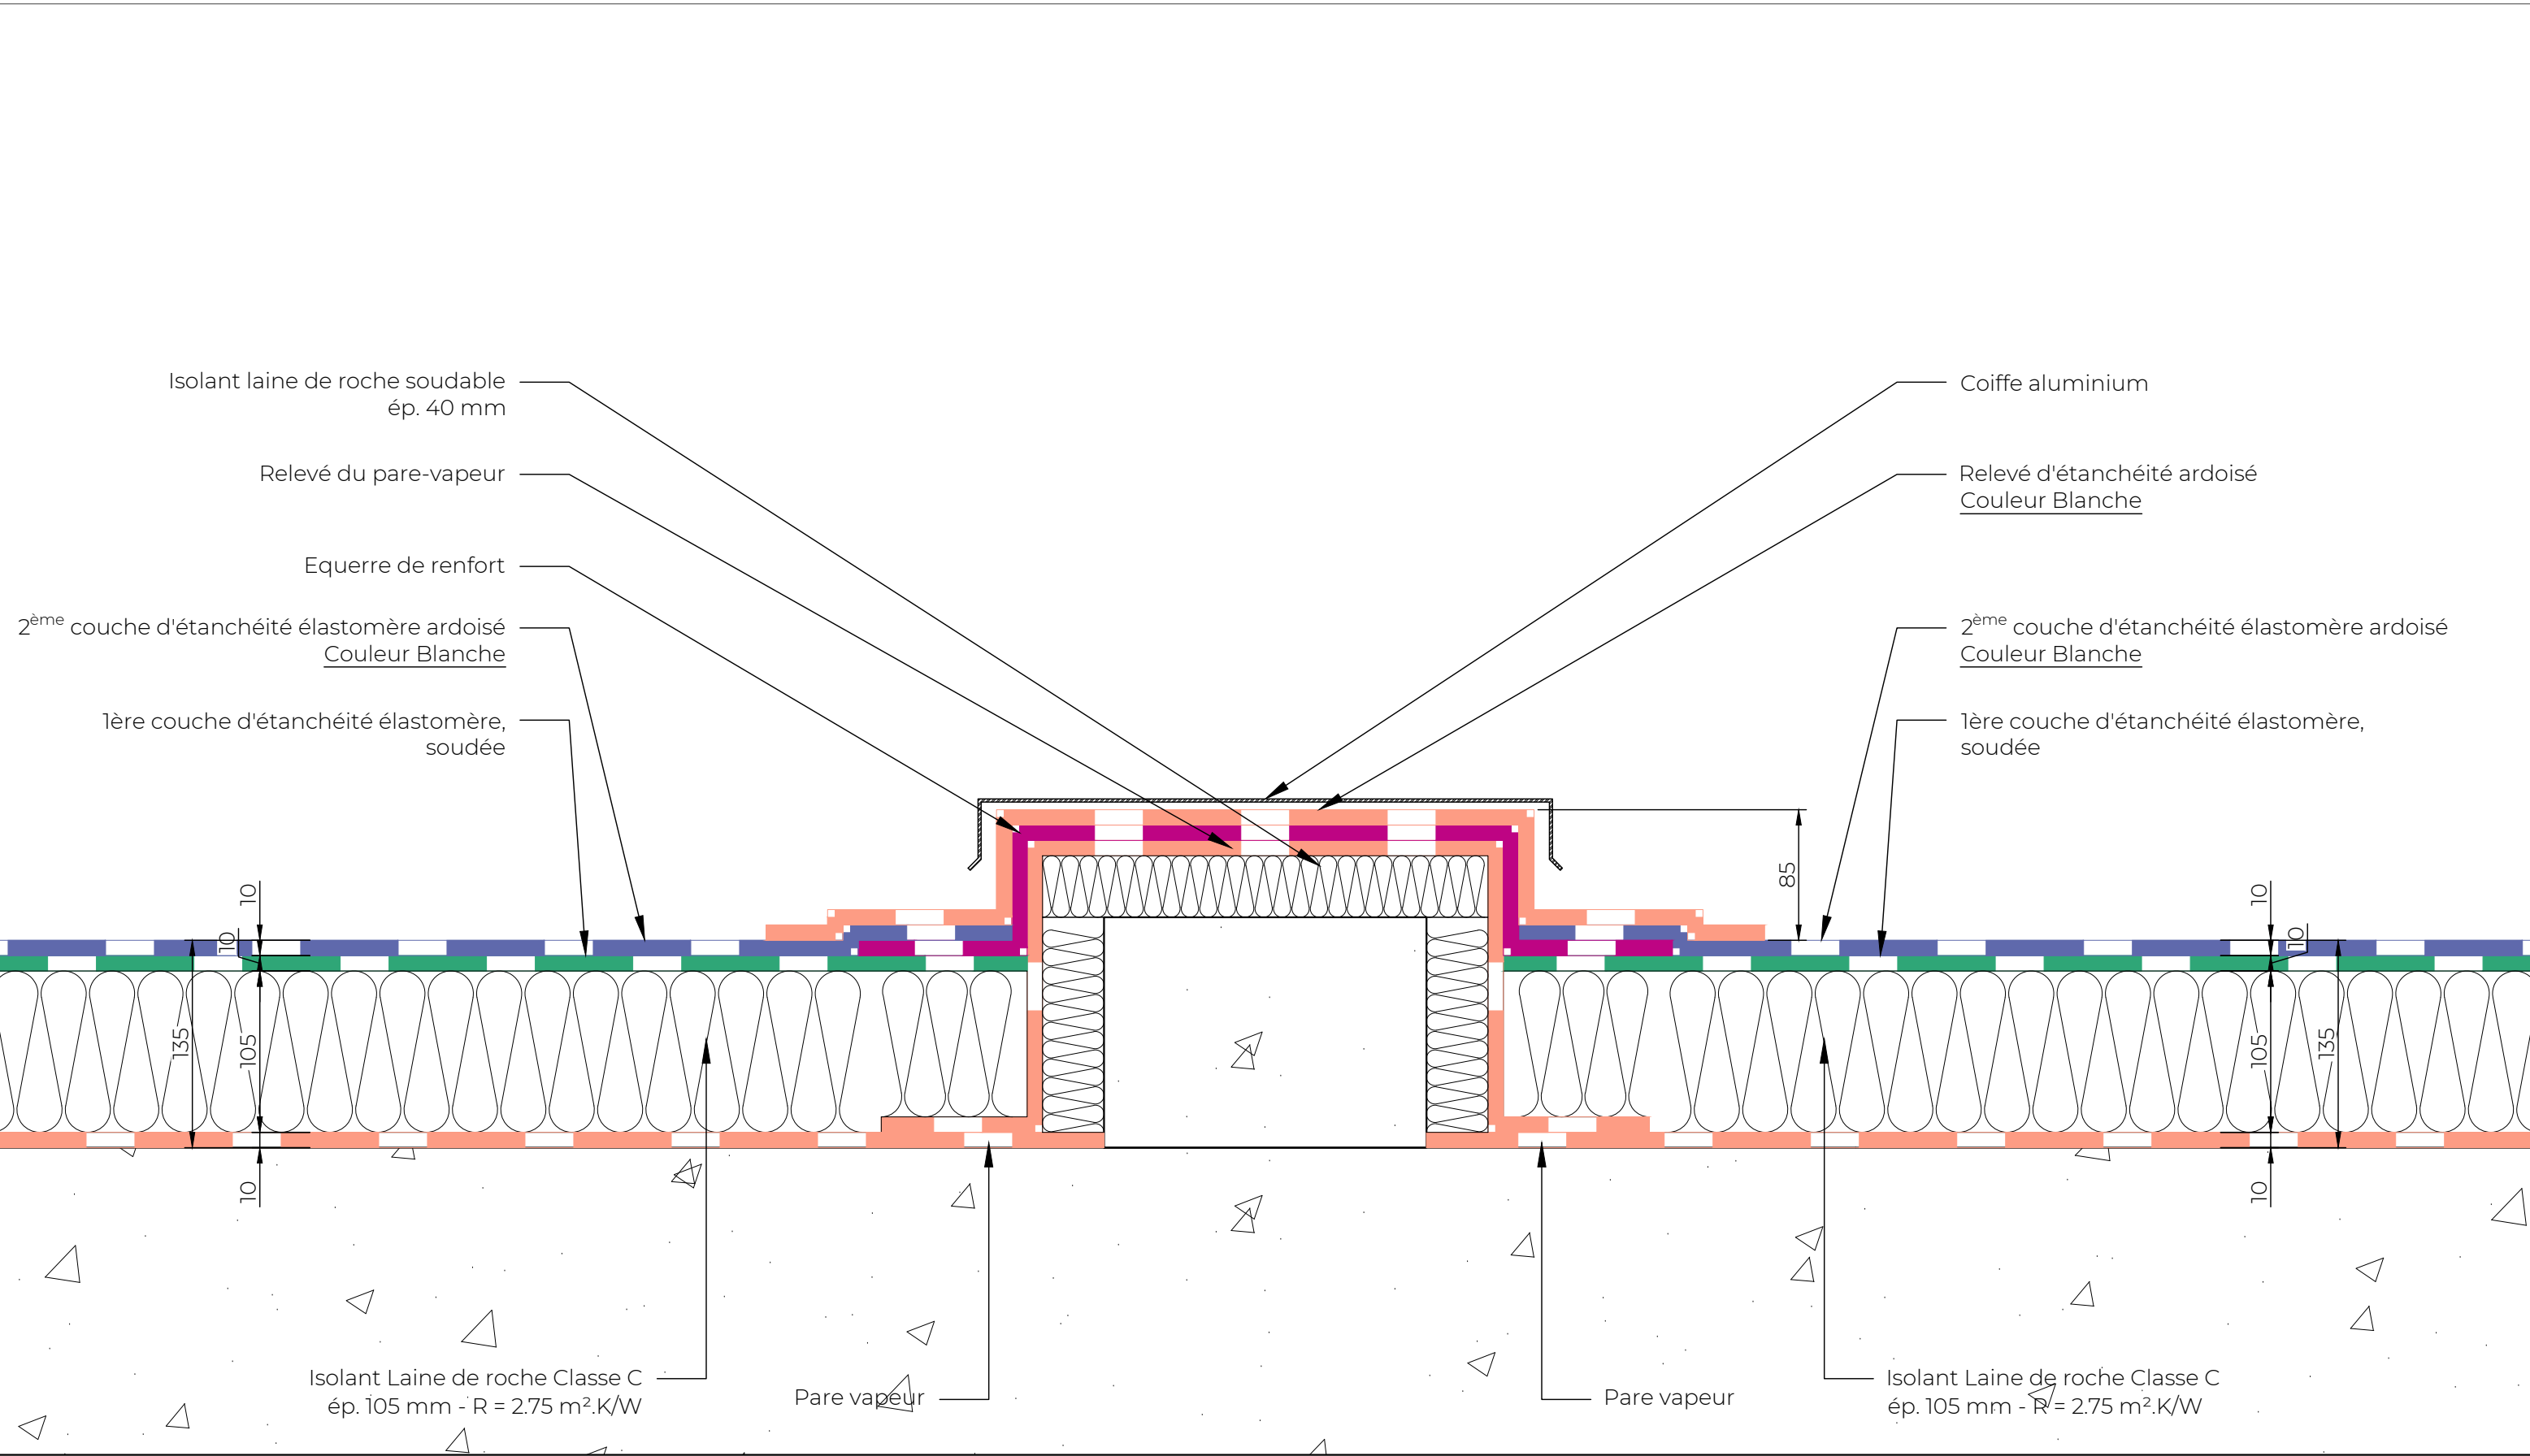 Isolant laine de roche soudable
ép. 40 mm
Relevé du pare-vapeur
Equerre de renfort
2ème couche d'étanchéité élastomère ardoisé
Couleur Blanche
1ère couche d'étanchéité élastomère,
soudée
Coiffe aluminium
Relevé d'étanchéité ardoisé
Couleur Blanche
2ème couche d'étanchéité élastomère ardoisé
Couleur Blanche
1ère couche d'étanchéité élastomère,
soudée
85
10
10
135
105
10
10
10
105
135
10
Isolant Laine de roche Classe C
ép. 105 mm - R = 2.75 m².K/W
Pare vapeur
Pare vapeur
Isolant Laine de roche Classe C
ép. 105 mm - R = 2.75 m².K/W